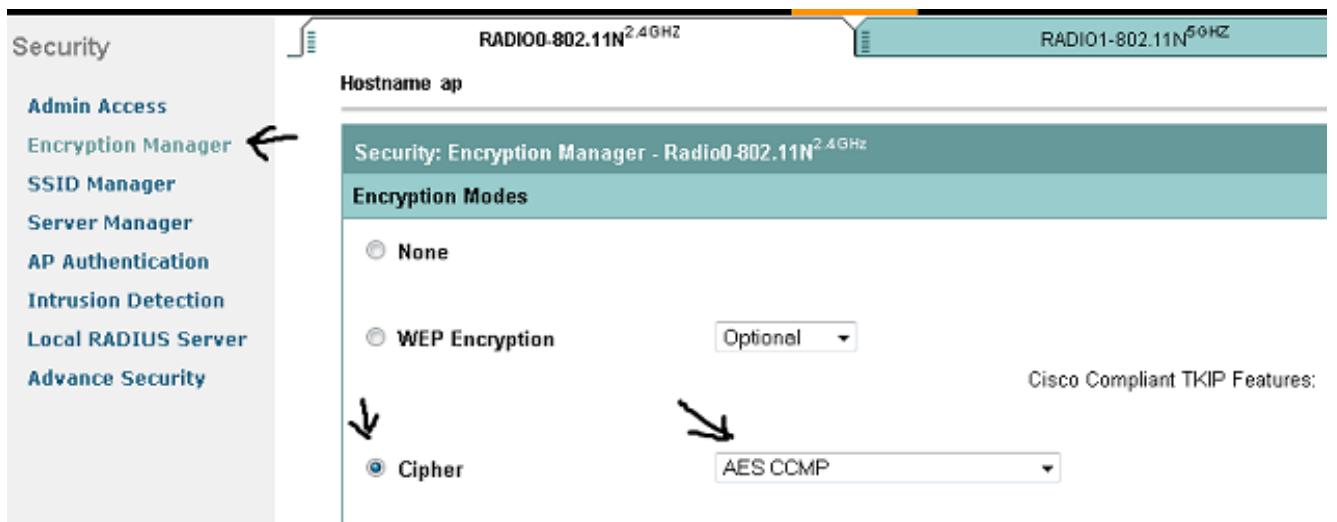 Security
Admin Access
Encryption Manager
SSID Manager
Server Manager
AP Authentication
Intrusion Detection
Local RADIUS Server
Advance Security
RADIO0-802.11N2.4GHZ
RADIO1-802.11N5GHZ
Hostname ap
Security: Encryption Manager - Radio0-802.11N2.4GHz
Encryption Modes
None
WEP Encryption Optional
Cisco Compliant TKIP Features:
Cipher AES CCMP